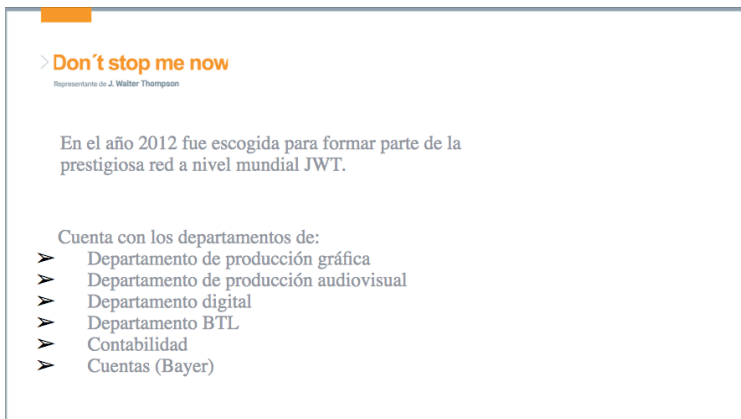 > Don´t stop me now
Representante de J. Walter Thompson
En el año 2012 fue escogida para formar parte de la
prestigiosa red a nivel mundial JWT.
Cuenta con los departamentos de:
➢ Departamento de producción gráfica
➢ Departamento de producción audiovisual
➢ Departamento digital
➢ Departamento BTL
➢ Contabilidad
➢ Cuentas (Bayer)